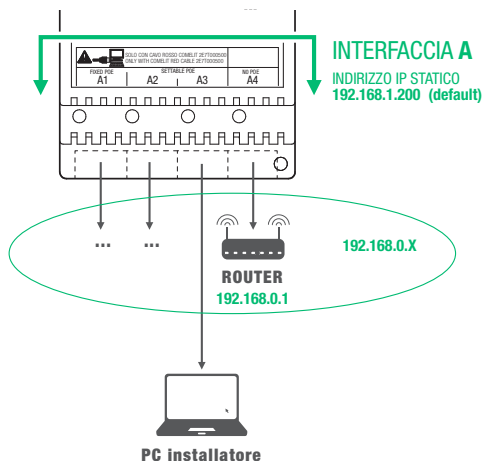 ...
SOLO CON CAVO ROSSO COMELIT 2E7T000500
ONLY WITH COMELIT RED CABLE 2E7T000500
FIXED POE
SETTABLE POE
NO POE
A1
A2
A3
A4
INTERFACCIA A
INDIRIZZO IP STATICO
192.168.1.200 (default)
...
...
192.168.0.X
ROUTER
192.168.0.1
PC installatore